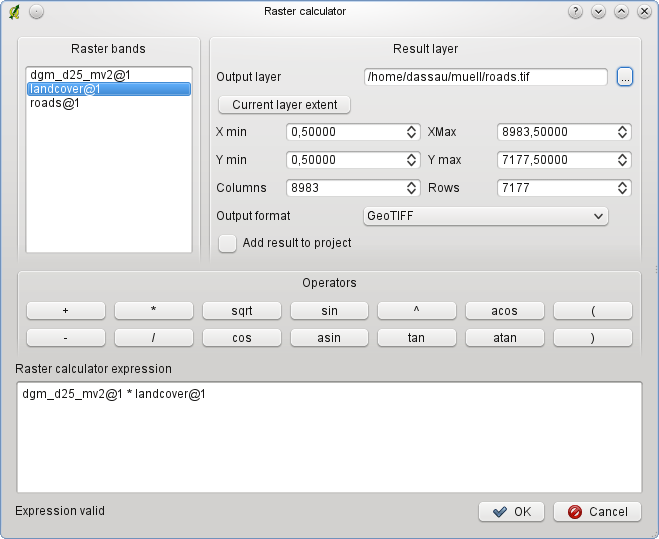 Raster calculator
Raster bands
dgm_d25_mv2@1
landcover@1
roads@1
Result layer
Output layer /home/dassau/muell/roads.tif ...
Current layer extent
X min 0,50000 XMax 8983,50000
Y min 0,50000 Y max 7177,50000
Columns 8983 Rows 7177
Output format GeoTIFF
Add result to project
Operators
+ * sqrt sin ^ acos (
- / cos asin tan atan )
Raster calculator expression
dgm_d25_mv2@1 * landcover@1
Expression valid OK Cancel